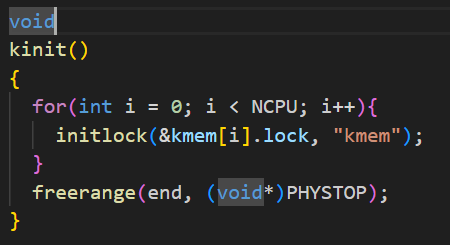 void
kinit()
{
  for(int i = 0; i < NCPU; i++){
    initlock(&kmem[i].lock, "kmem");
  }
  freerange(end, (void*)PHYSTOP);
}